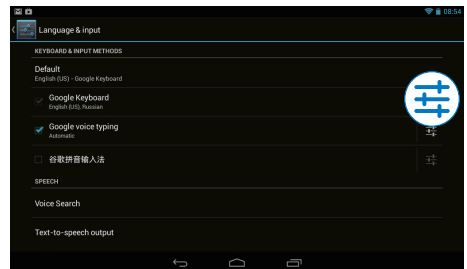 08:54
Language & input
KEYBOARD & INPUT METHODS
Default
English (US) - Google Keyboard
Google Keyboard
English (US), Russian
Google voice typing
Automatic
谷歌拼音输入法
SPEECH
Voice Search
Text-to-speech output